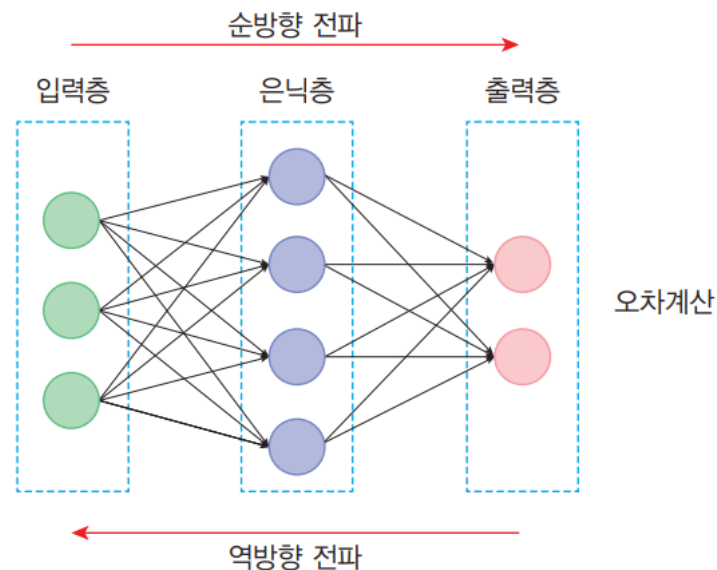 순방향 전파
입력층
은닉층
출력층
오차계산
역방향 전파